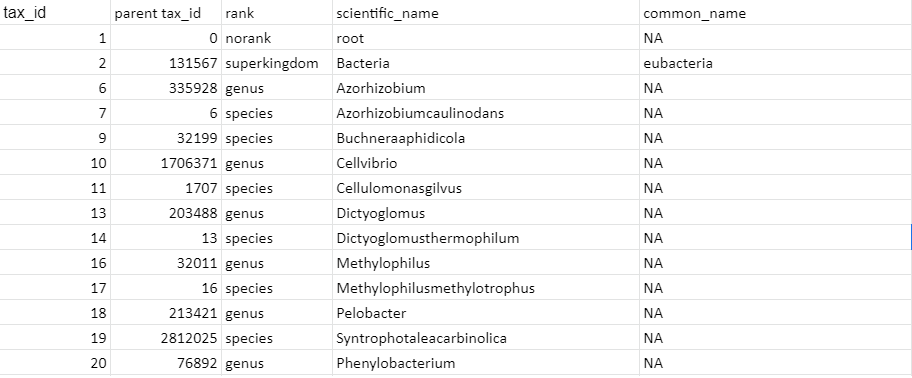 tax_id parent tax_id rank scientific_name common_name
1 0 norank root NA
2 131567 superkingdom Bacteria eubacteria
6 335928 genus Azorhizobium NA
7 6 species Azorhizobiumcaulinodans NA
9 32199 species Buchneraaphidicola NA
10 1706371 genus Cellvibrio NA
11 1707 species Cellulomonasgilvus NA
13 203488 genus Dictyoglomus NA
14 13 species Dictyoglomusthermophilum NA
16 32011 genus Methylophilus NA
17 16 species Methylophilusmethylotrophus NA
18 213421 genus Pelobacter NA
19 2812025 species Syntrophotaleacarbinolica NA
20 76892 genus Phenylobacterium NA